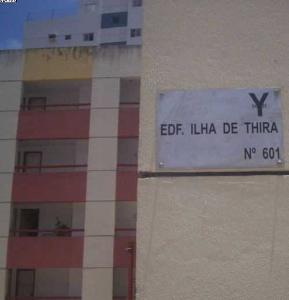 Y
EDF. ILHA DE THIRA
Nº 601